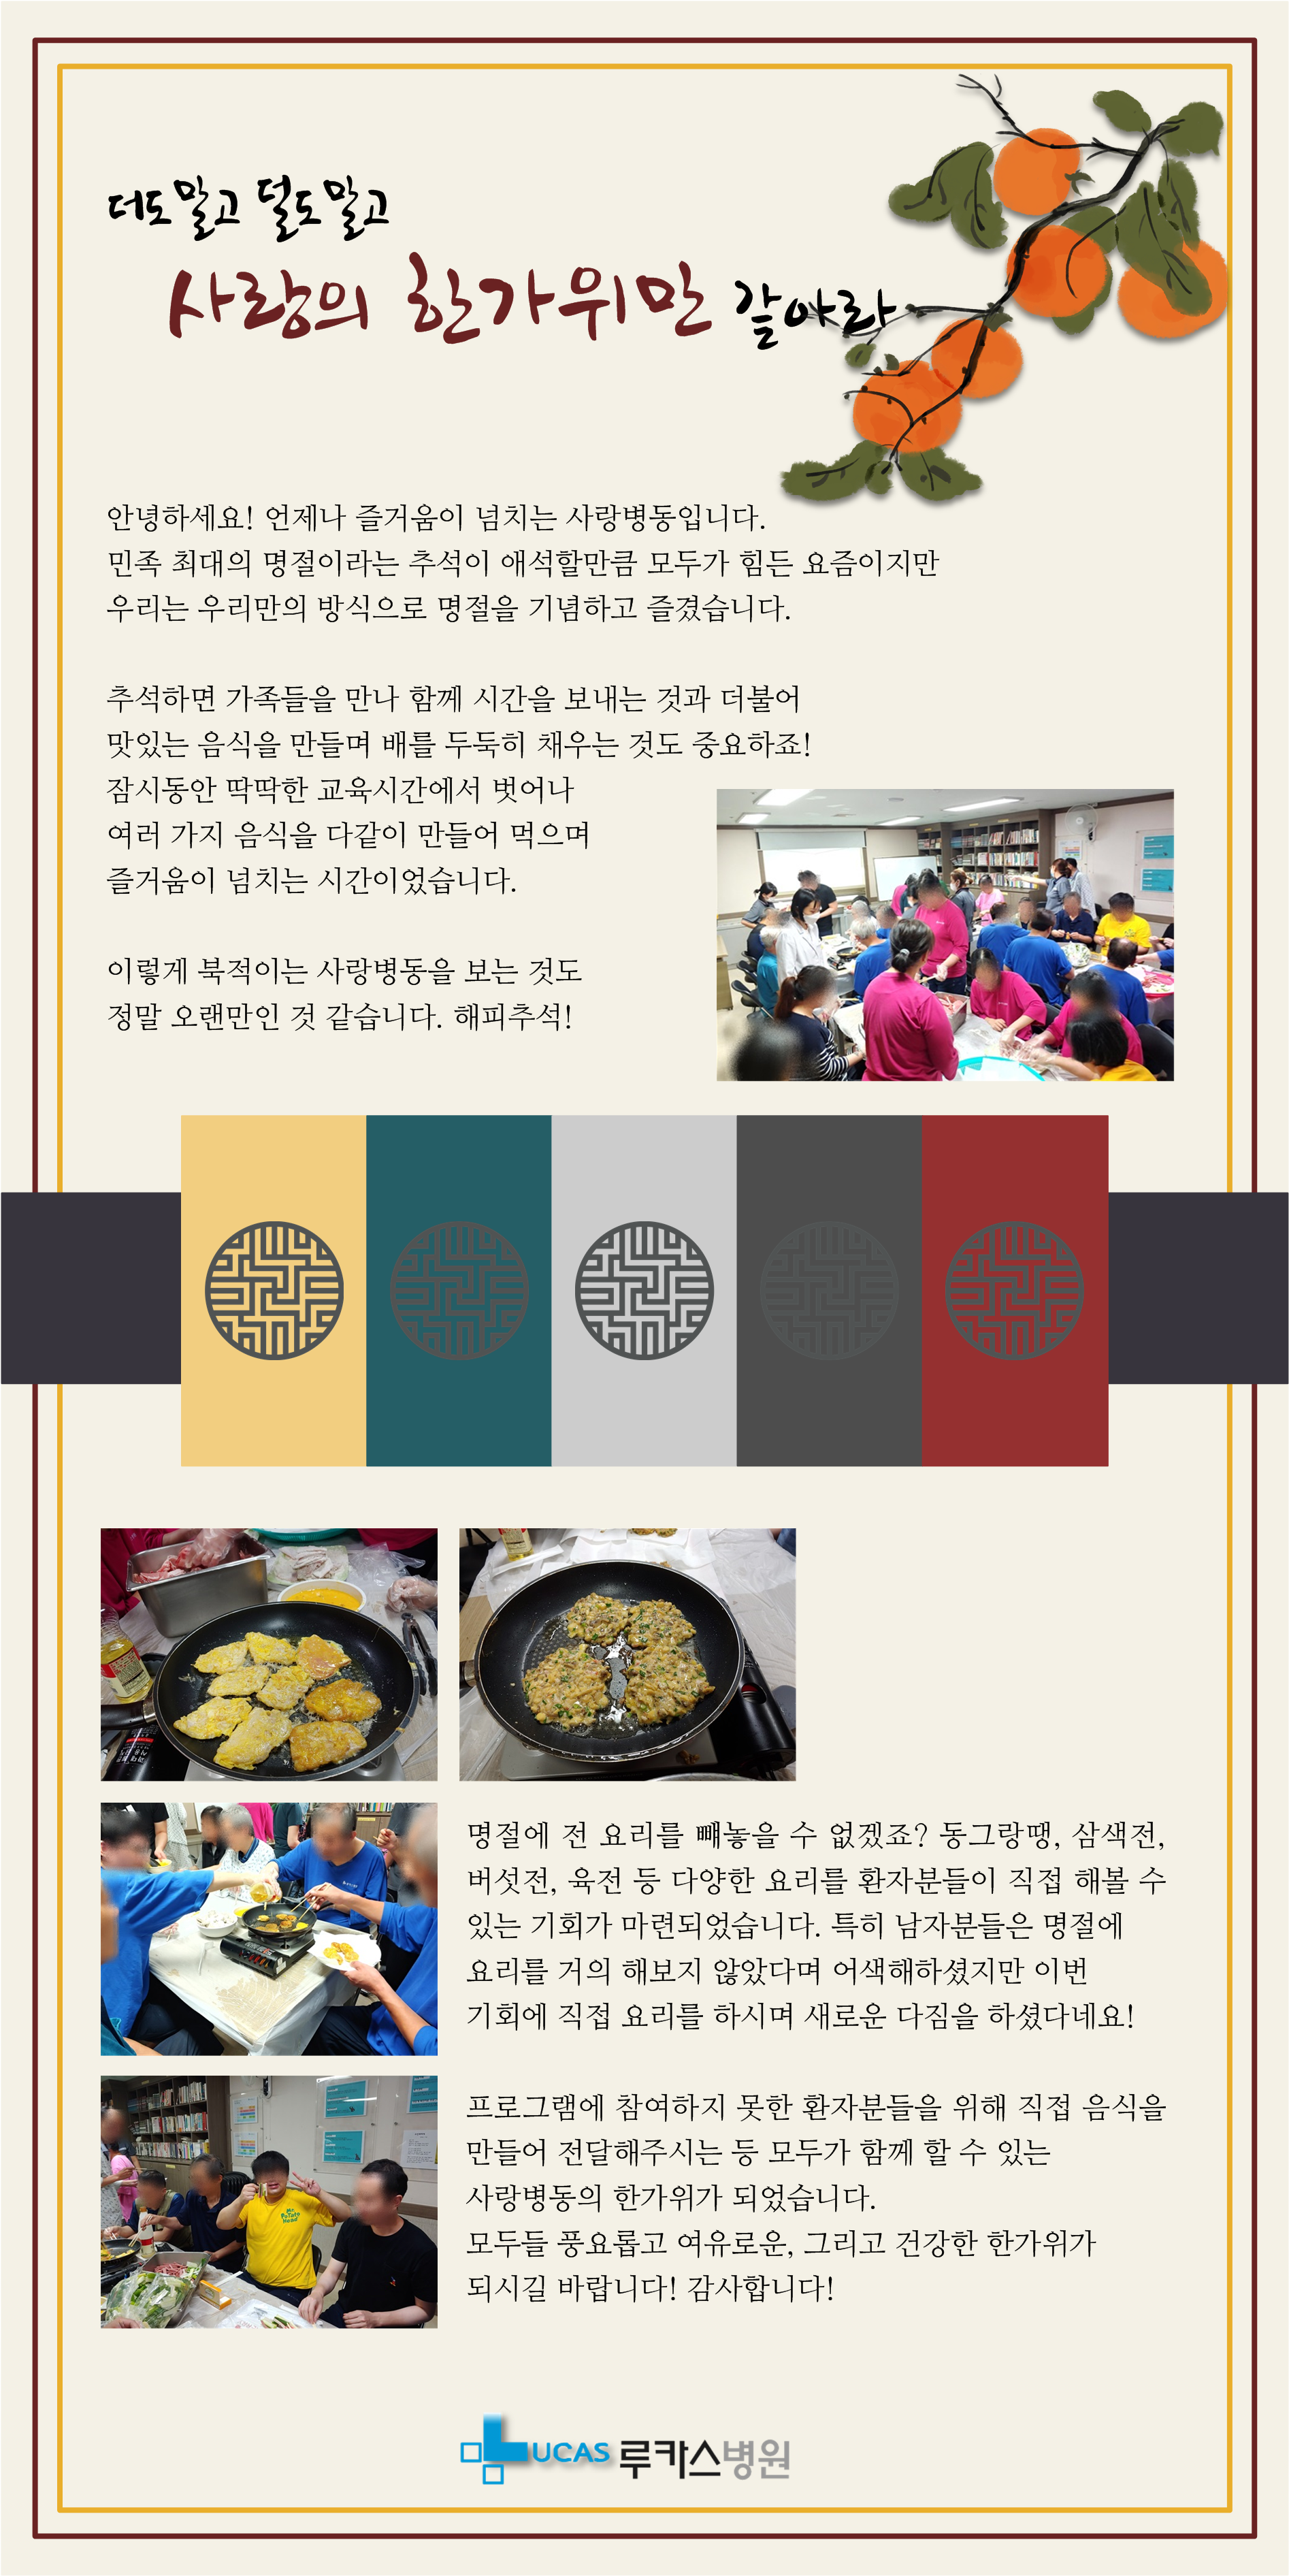 더도말고 덜도말고
사랑의 한가위만 같아라
안녕하세요! 언제나 즐거움이 넘치는 사랑병동입니다.
민족 최대의 명절이라는 추석이 애석할만큼 모두가 힘든 요즘이지만
우리는 우리만의 방식으로 명절을 기념하고 즐겼습니다.
추석하면 가족들을 만나 함께 시간을 보내는 것과 더불어
맛있는 음식을 만들며 배를 두둑히 채우는 것도 중요하죠!
잠시동안 딱딱한 교육시간에서 벗어나
여러 가지 음식을 다같이 만들어 먹으며
즐거움이 넘치는 시간이었습니다.
이렇게 북적이는 사랑병동을 보는 것도
정말 오랜만인 것 같습니다. 해피추석!
명절에 전 요리를 빼놓을 수 없겠죠? 동그랑땡, 삼색전,
버섯전, 육전 등 다양한 요리를 환자분들이 직접 해볼 수
있는 기회가 마련되었습니다. 특히 남자분들은 명절에
요리를 거의 해보지 않았다며 어색해하셨지만 이번
기회에 직접 요리를 하시며 새로운 다짐을 하셨다네요!
프로그램에 참여하지 못한 환자분들을 위해 직접 음식을
만들어 전달해주시는 등 모두가 함께 할 수 있는
사랑병동의 한가위가 되었습니다.
모두들 풍요롭고 여유로운, 그리고 건강한 한가위가
되시길 바랍니다! 감사합니다!
LUCAS 루카스병원